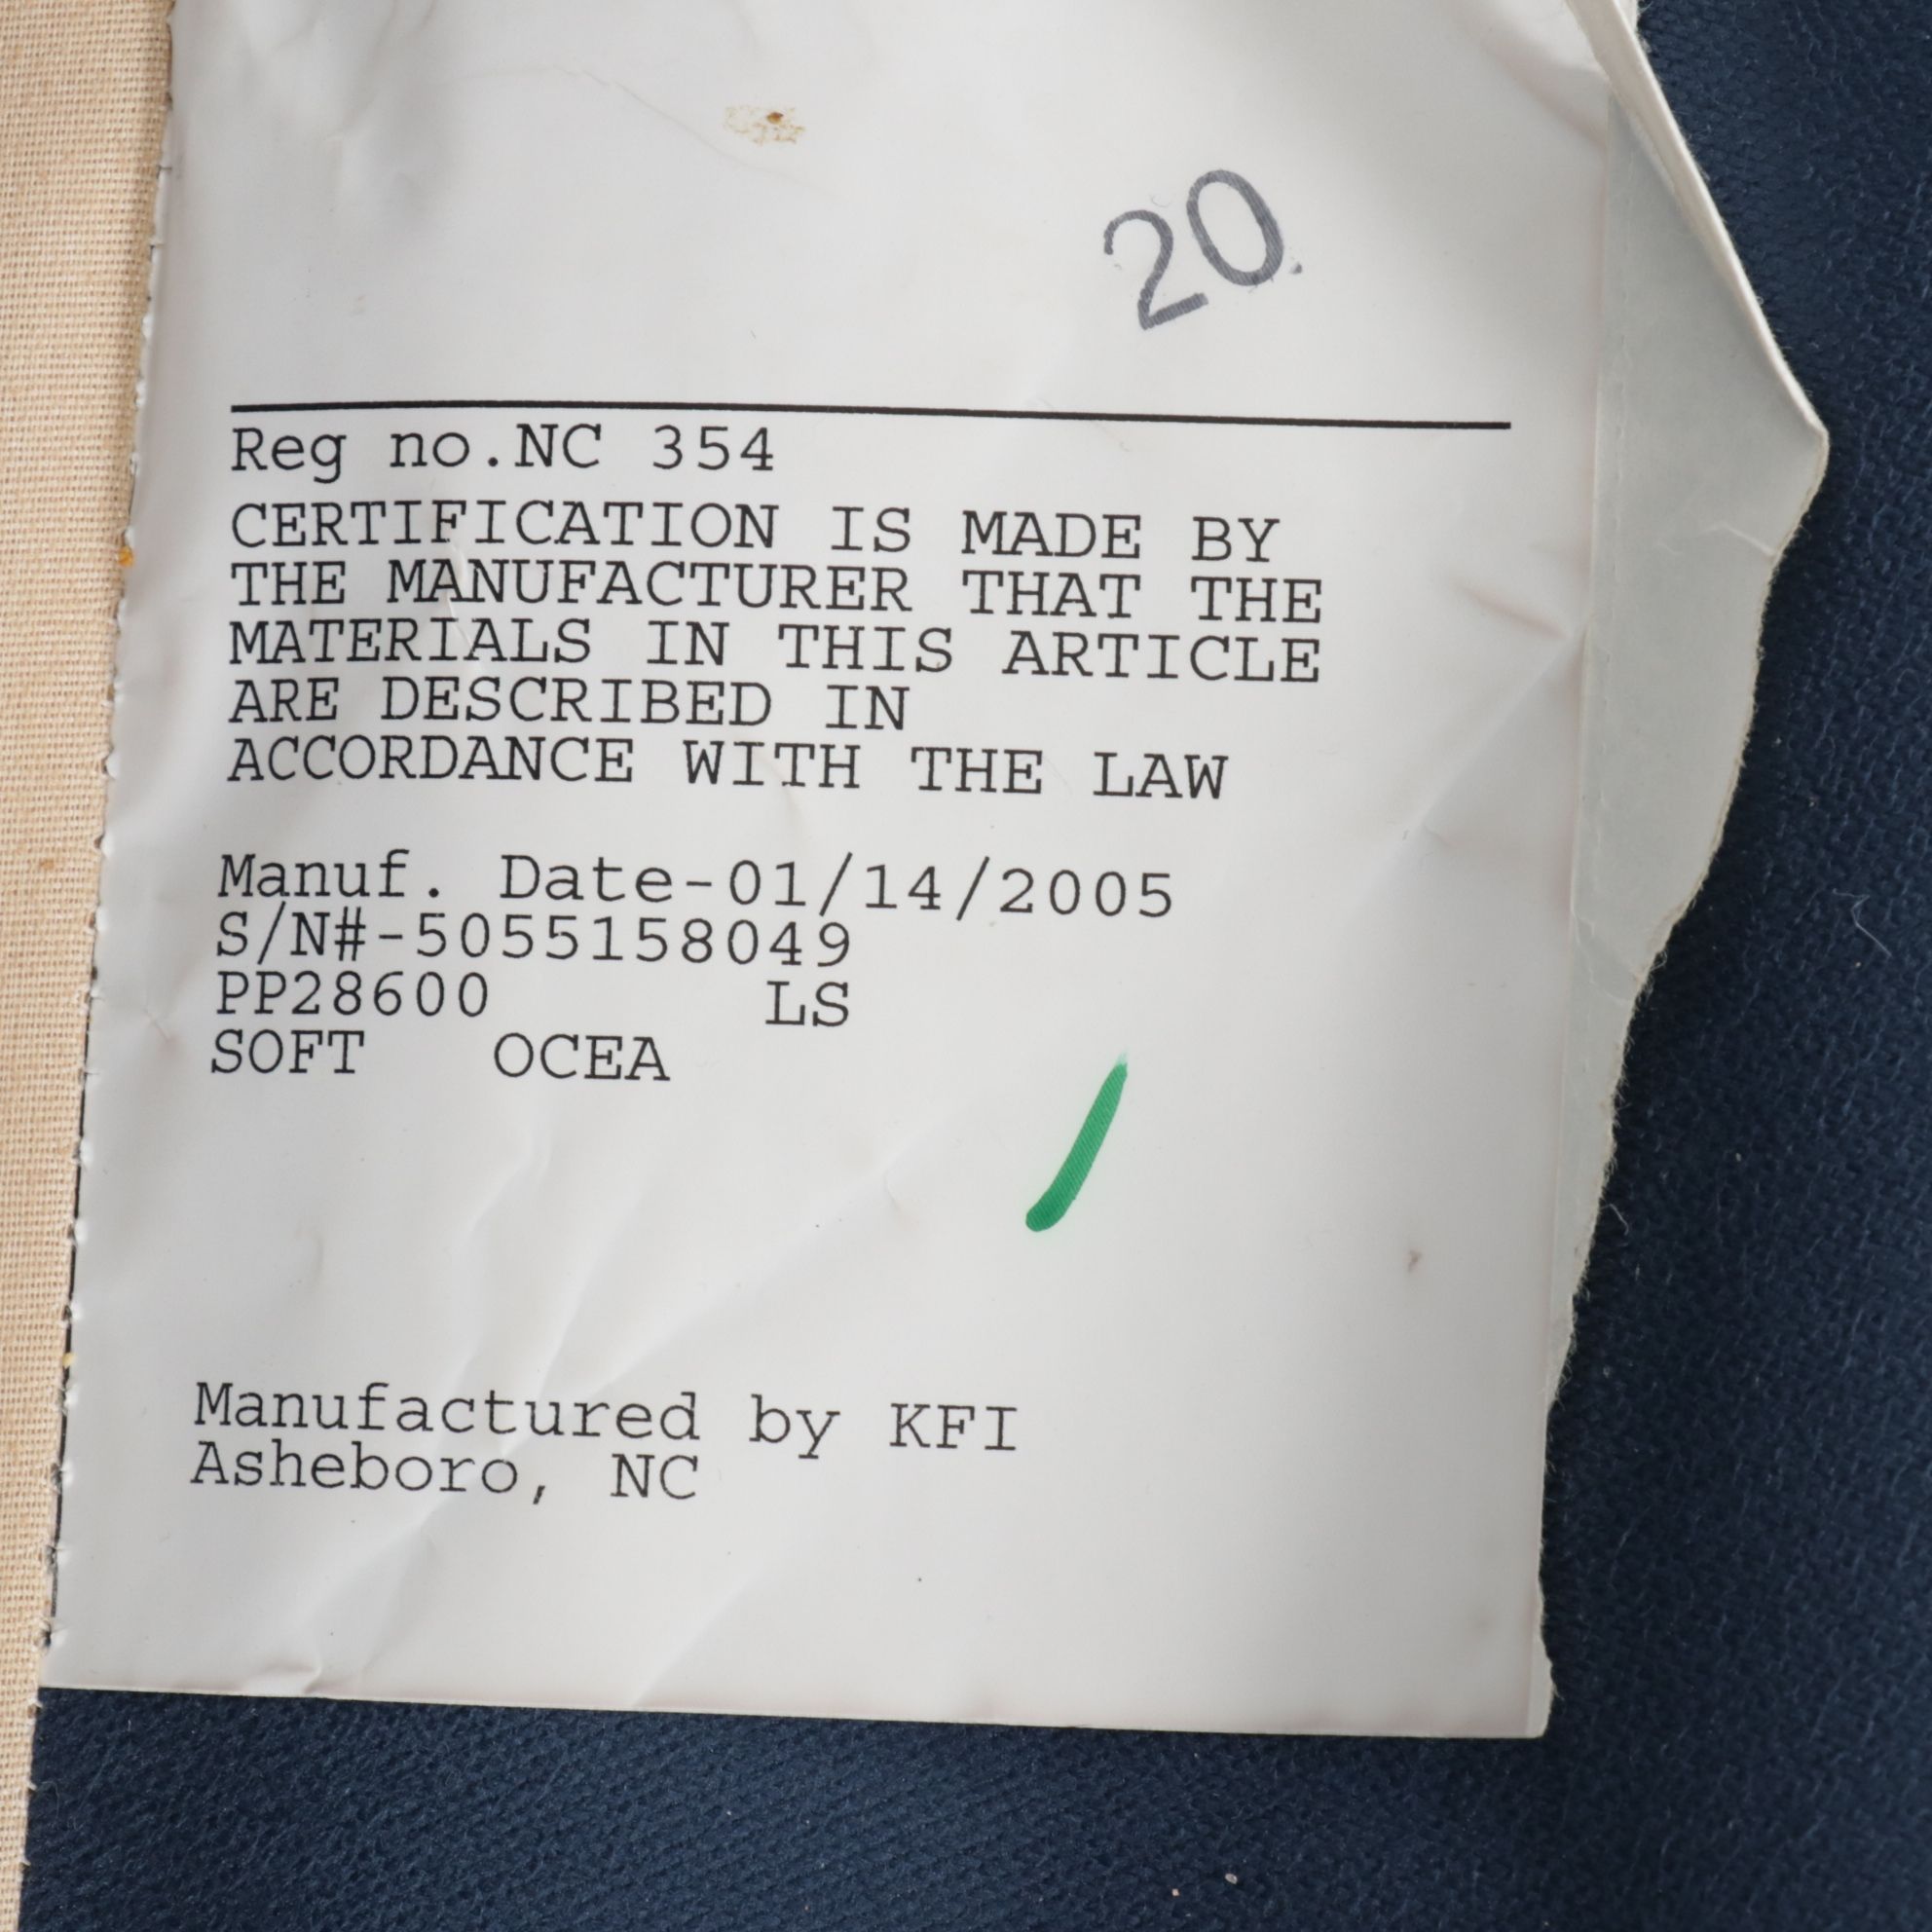 20.
Reg no.NC 354
CERTIFICATION IS MADE BY
THE MANUFACTURER THAT THE
MATERIALS IN THIS ARTICLE
ARE DESCRIBED IN
ACCORDANCE WITH THE LAW
Manuf. Date-01/14/2005
S/N#-5055158049
PP28600 LS
SOFT OCEA
Manufactured by KFI
Asheboro, NC